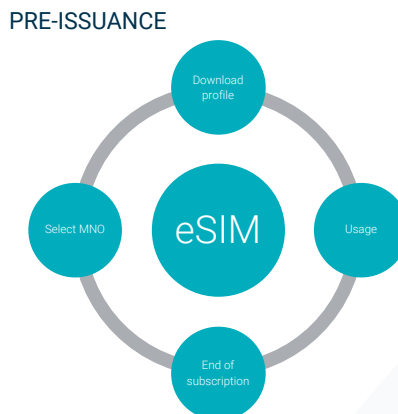 PRE-ISSUANCE
Download
profile
Select MNO
eSIM
Usage
End of
subscription